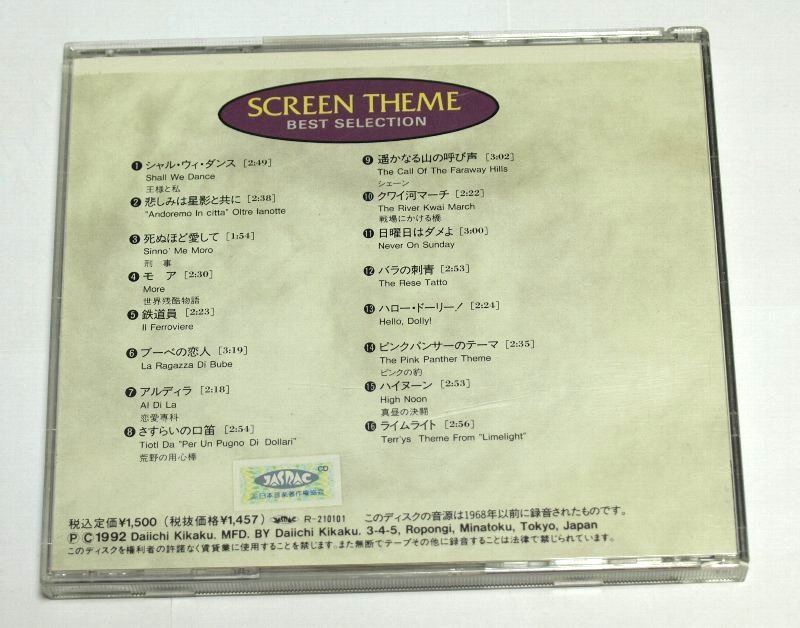 SCREEN THEME
BEST SELECTION
❶ シャル・ウィ・ダンス [2:49]
Shall We Dance
王様と私
❷ 悲しみは星影と共に [2:38]
"Andoremo In citta" Oltre Ianotte
❸ 死ぬほど愛して [1:54]
Sinno' Me Moro
刑 事
❹ モ ア [2:30]
More
世界残酷物語
❺ 鉄道員 [2:23]
Il Ferroviere
❻ ブーベの恋人 [3:19]
La Ragazza Di Bube
❼ アルディラ [2:18]
Al Di La
恋愛専科
❽ さすらいの口笛 [2:54]
Tiotl Da "Per Un Pugno Di Dollari"
荒野の用心棒
❾ 遥かなる山の呼び声 [3:02]
The Call Of The Faraway Hills
シェーン
❿ クワイ河マーチ [2:22]
The River Kwai March
戦場にかける橋
⓫ 日曜日はダメよ [3:00]
Never On Sunday
⓬ バラの刺青 [2:53]
The Rese Tatto
⓭ ハロー・ドーリー! [2:24]
Hello, Dolly!
⓮ ピンクパンサーのテーマ [2:35]
The Pink Panther Theme
ピンクの豹
⓯ ハイヌーン [2:53]
High Noon
真昼の決闘
⓰ ライムライト [2:56]
Terr'ys Theme From "Limelight"
CD
JASRAC
日本音楽著作権協会
税込定価¥1,500 (税抜価格¥1,457) JASRAC R-210101 このディスクの音源は1968年以前に録音されたものです。
Ⓟ Ⓒ 1992 Daiichi Kikaku. MFD. BY Daiichi Kikaku. 3-4-5, Ropongi, Minatoku, Tokyo, Japan
このディスクを権利者の許諾なく賃貸業に使用することを禁じます。また無断でテープその他に録音することは法律で禁じられています。